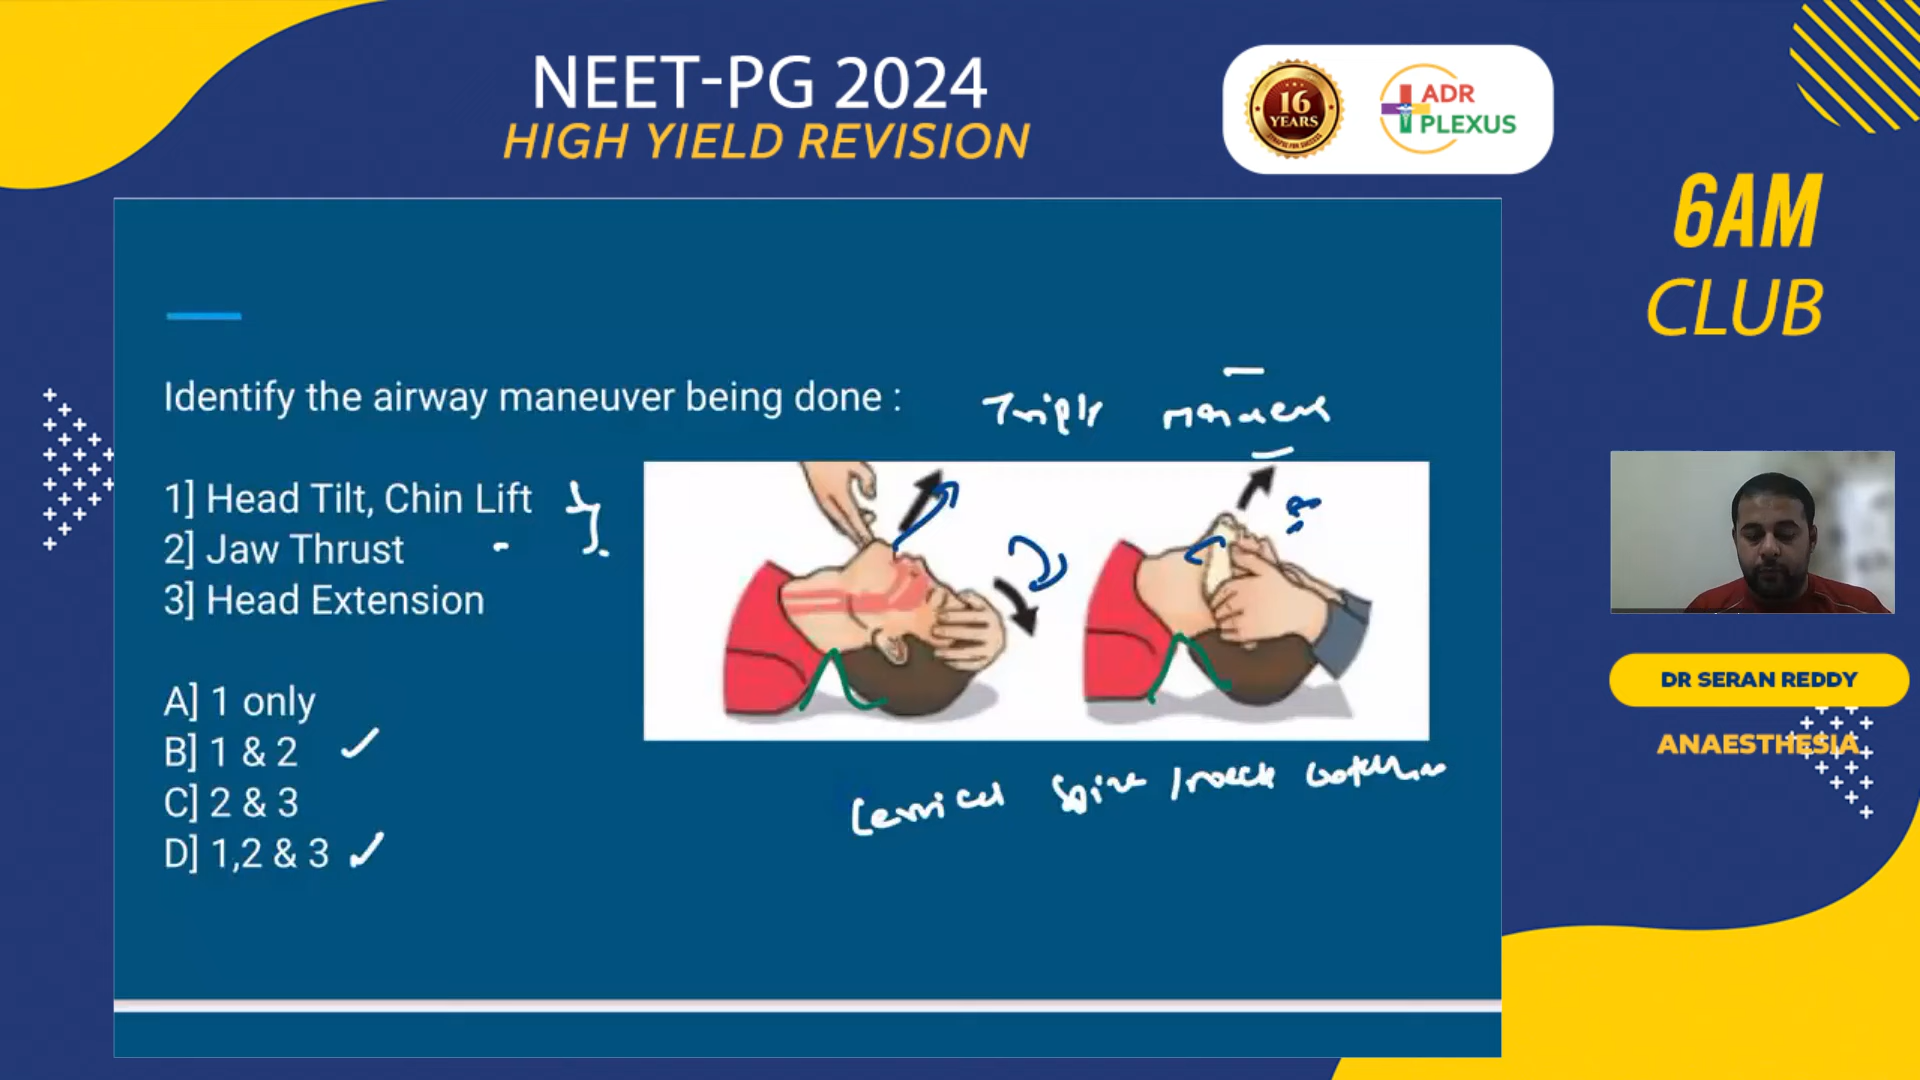 NEET-PG 2024
HIGH YIELD REVISION
16
YEARS
ADR
PLEXUS
6AM
CLUB
Identify the airway maneuver being done :
Triple
1] Head Tilt, Chin Lift
2] Jaw Thrust
3] Head Extension
A] 1 only
B] 1 & 2
C] 2 & 3
D] 1,2 & 3
Cervical Spine
DR SERAN REDDY
ANAESTHESIA